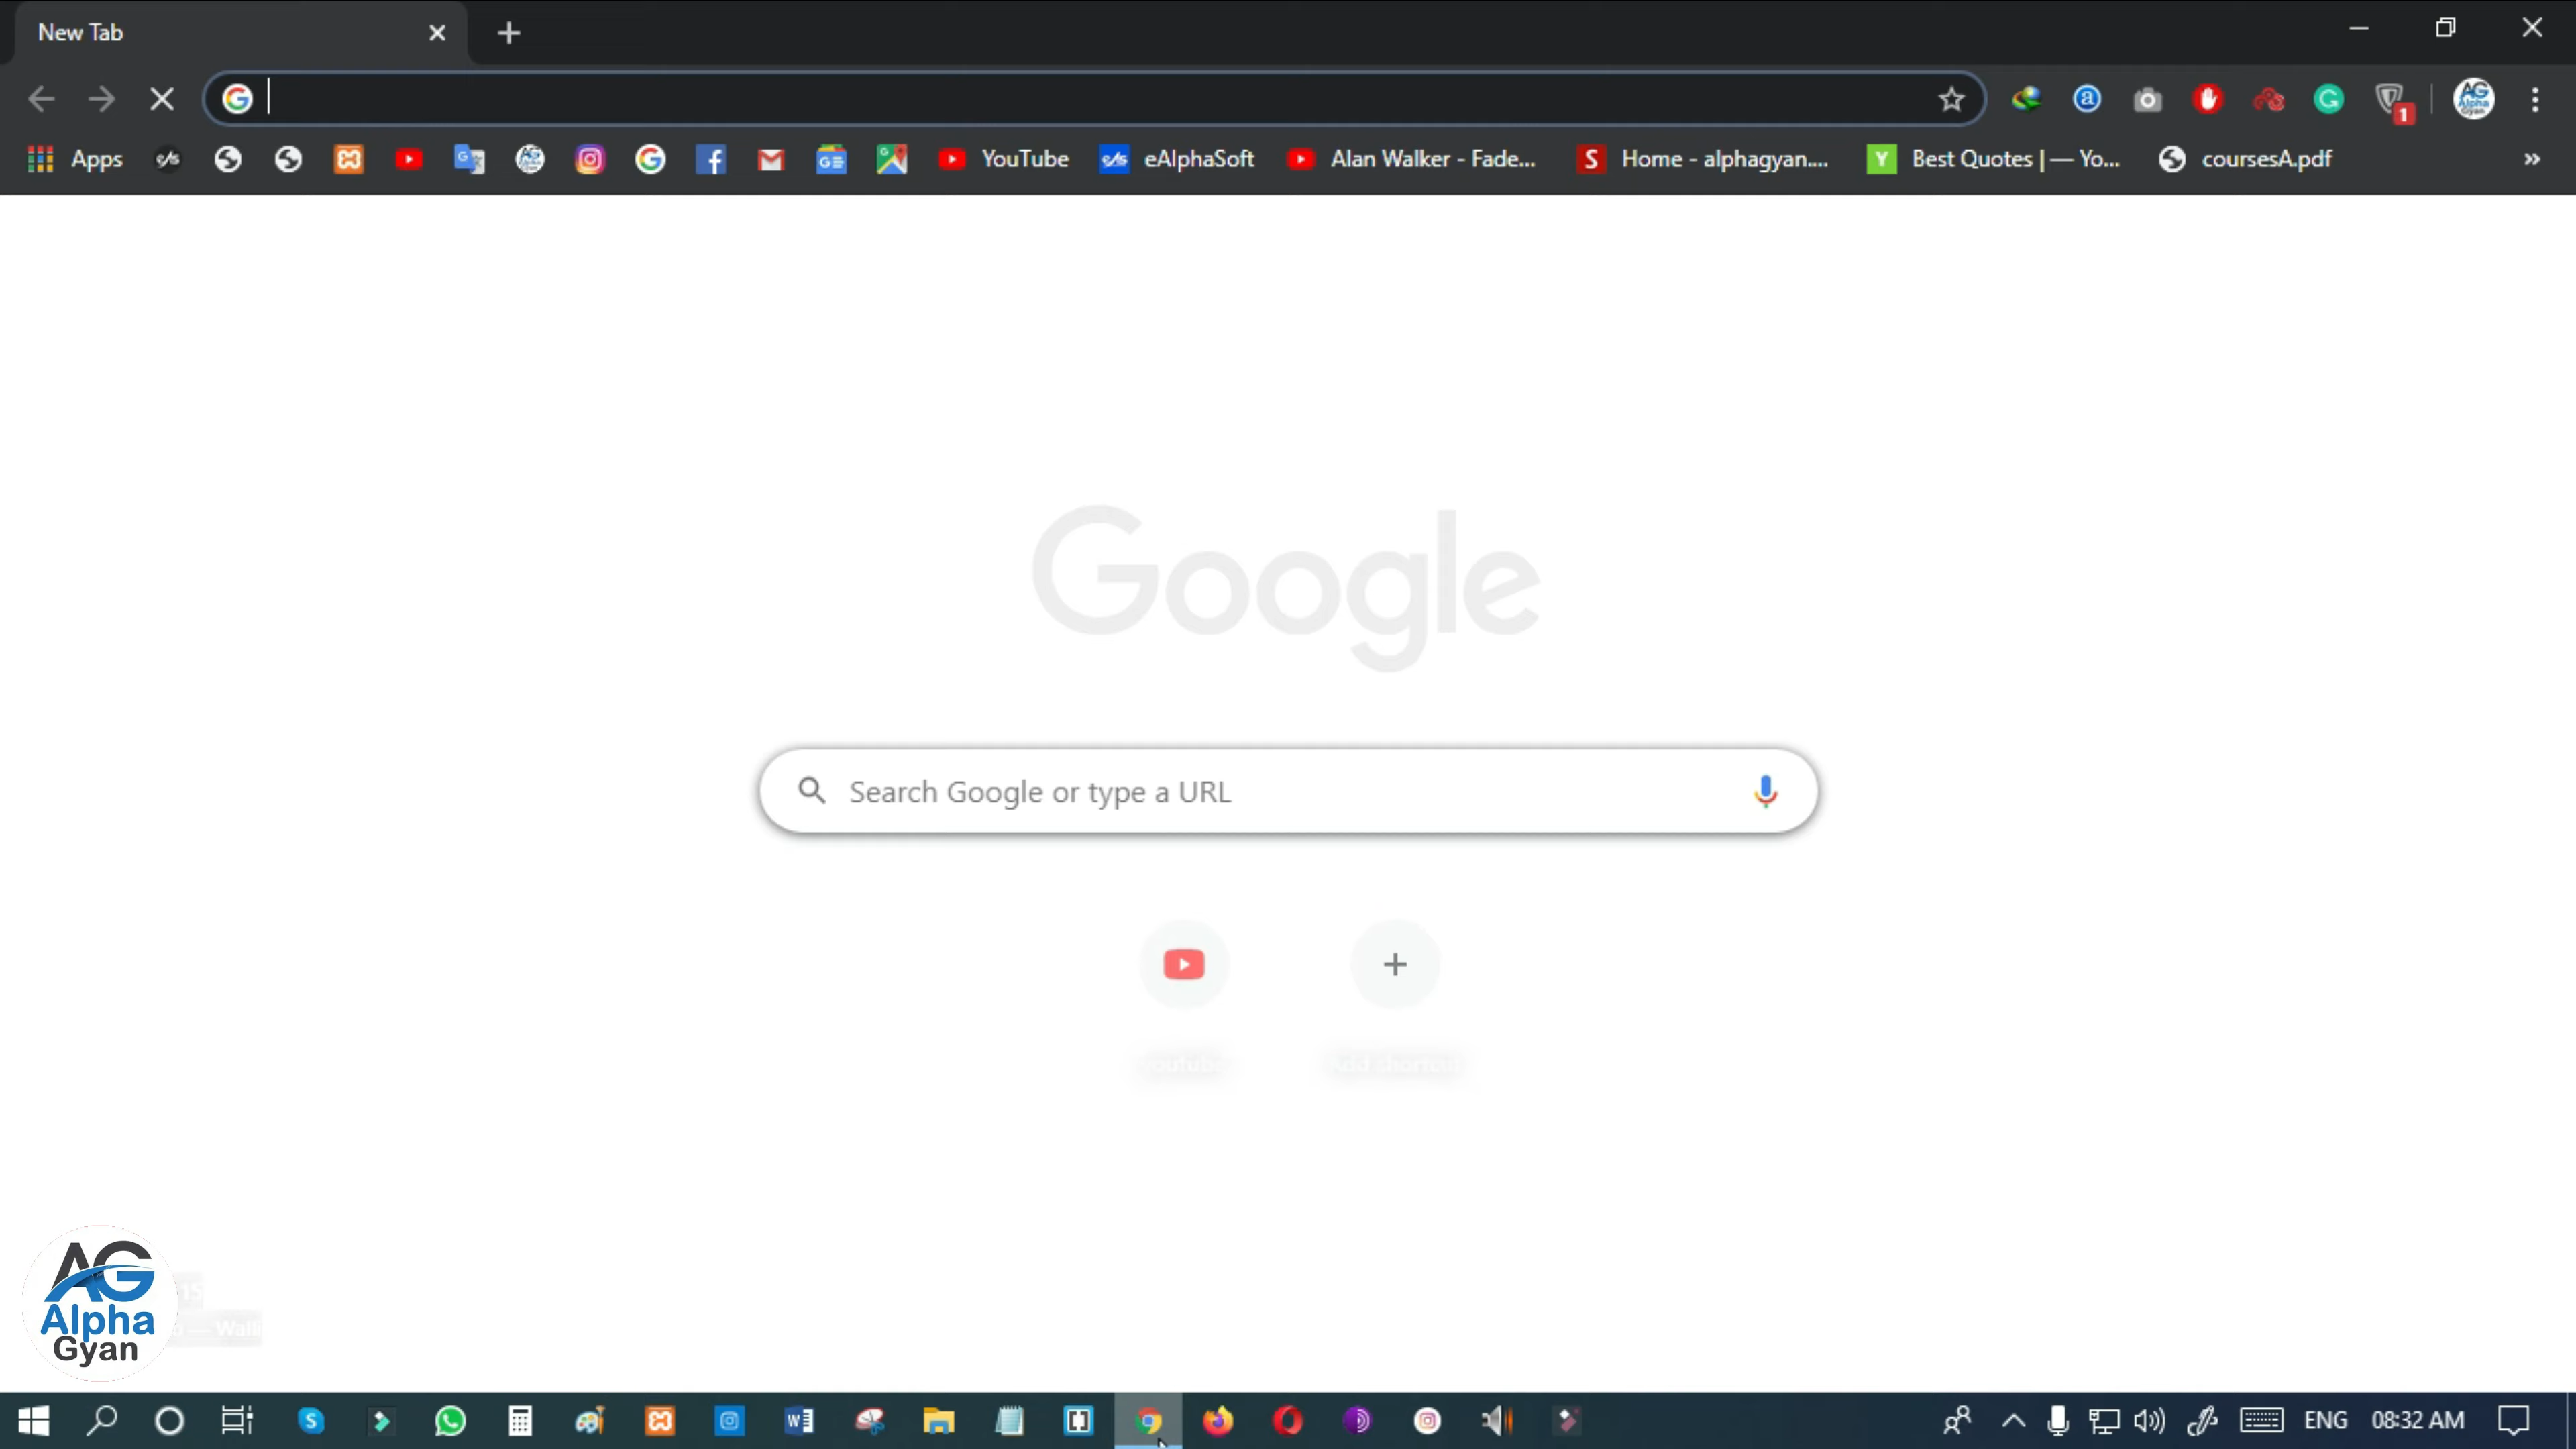 New Tab
Apps
YouTube
eAlphaSoft
Alan Walker - Fade...
Home - alphagyan....
Best Quotes | — Yo...
coursesA.pdf
Google
Search Google or type a URL
AG
Alpha
Gyan
ENG
08:32 AM